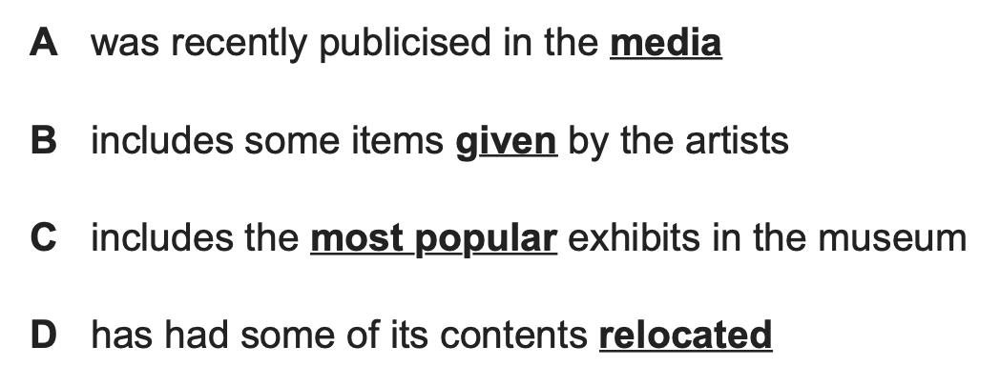 A was recently publicised in the media
B includes some items given by the artists
C includes the most popular exhibits in the museum
D has had some of its contents relocated